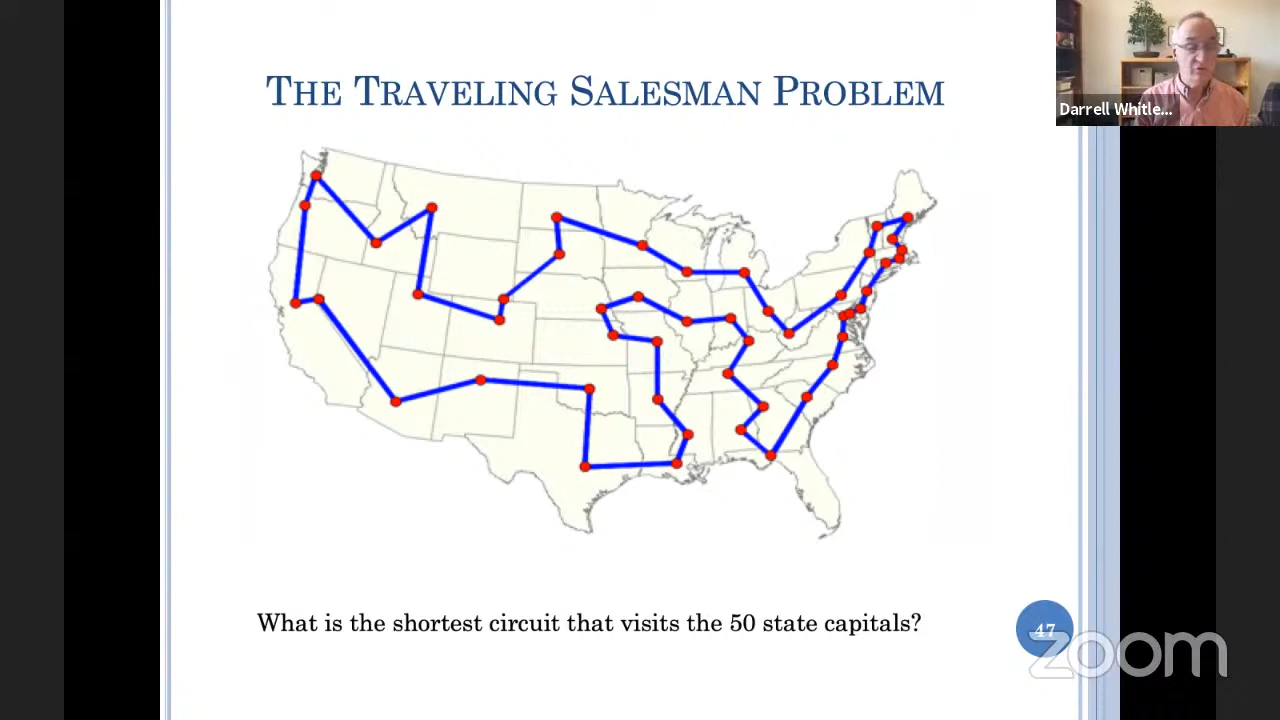 THE TRAVELING SALESMAN PROBLEM
Darrell Whitle...
What is the shortest circuit that visits the 50 state capitals?
47
zoom